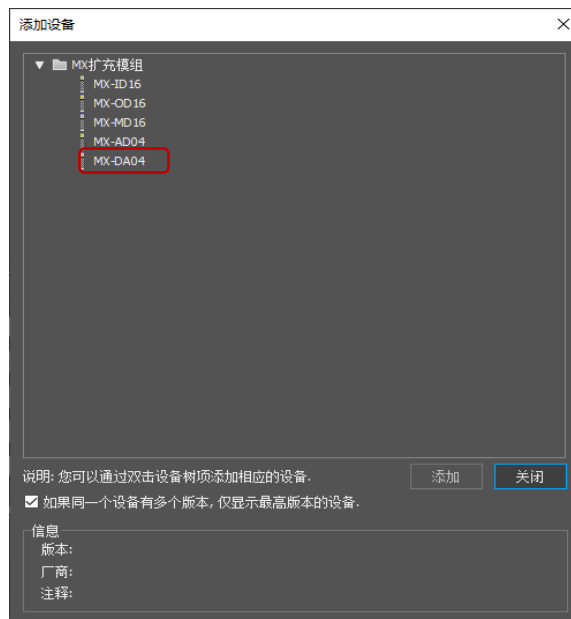 添加设备
MX扩充模组
MX-ID16
MX-OD16
MX-MD16
MX-AD04
MX-DA04
说明: 您可以通过双击设备树项添加相应的设备.
添加
关闭
如果同一个设备有多个版本, 仅显示最高版本的设备.
信息
版本:
厂商:
注释: